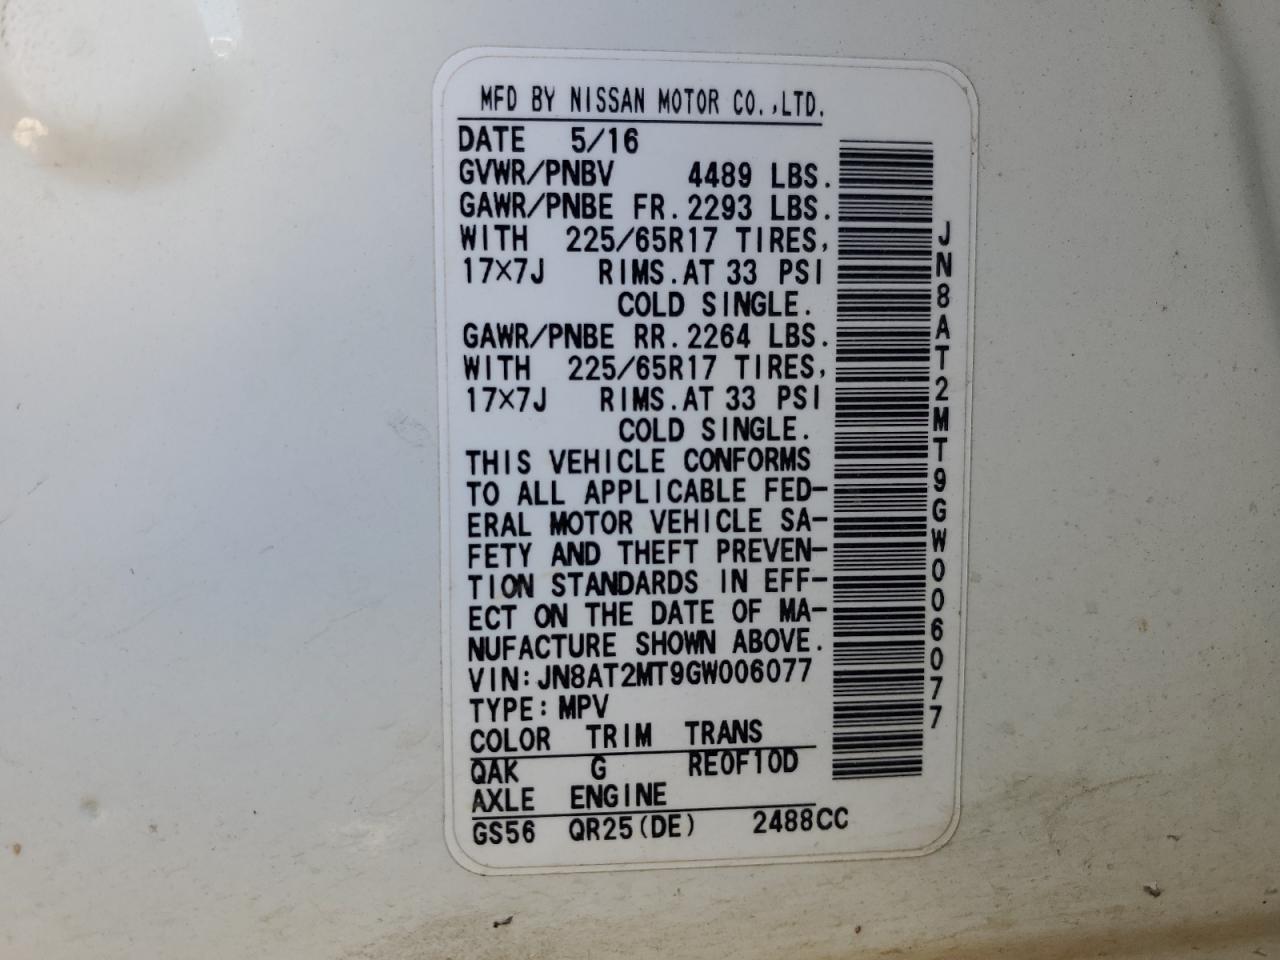 MFD BY NISSAN MOTOR CO.,LTD.
DATE 5/16
GVWR/PNBV 4489 LBS.
GAWR/PNBE FR. 2293 LBS.
WITH 225/65R17 TIRES,
17×7J RIMS. AT 33 PSI
COLD SINGLE.
GAWR/PNBE RR. 2264 LBS.
WITH 225/65R17 TIRES,
17×7J RIMS. AT 33 PSI
COLD SINGLE.
THIS VEHICLE CONFORMS
TO ALL APPLICABLE FED-
ERAL MOTOR VEHICLE SA-
FETY AND THEFT PREVEN-
TION STANDARDS IN EFF-
ECT ON THE DATE OF MA-
NUFACTURE SHOWN ABOVE.
VIN: JN8AT2MT9GW006077
TYPE: MPV
COLOR TRIM TRANS
QAK G RE0F10D
AXLE ENGINE
GS56 QR25(DE) 2488CC
JN8AT2MT9GW006077